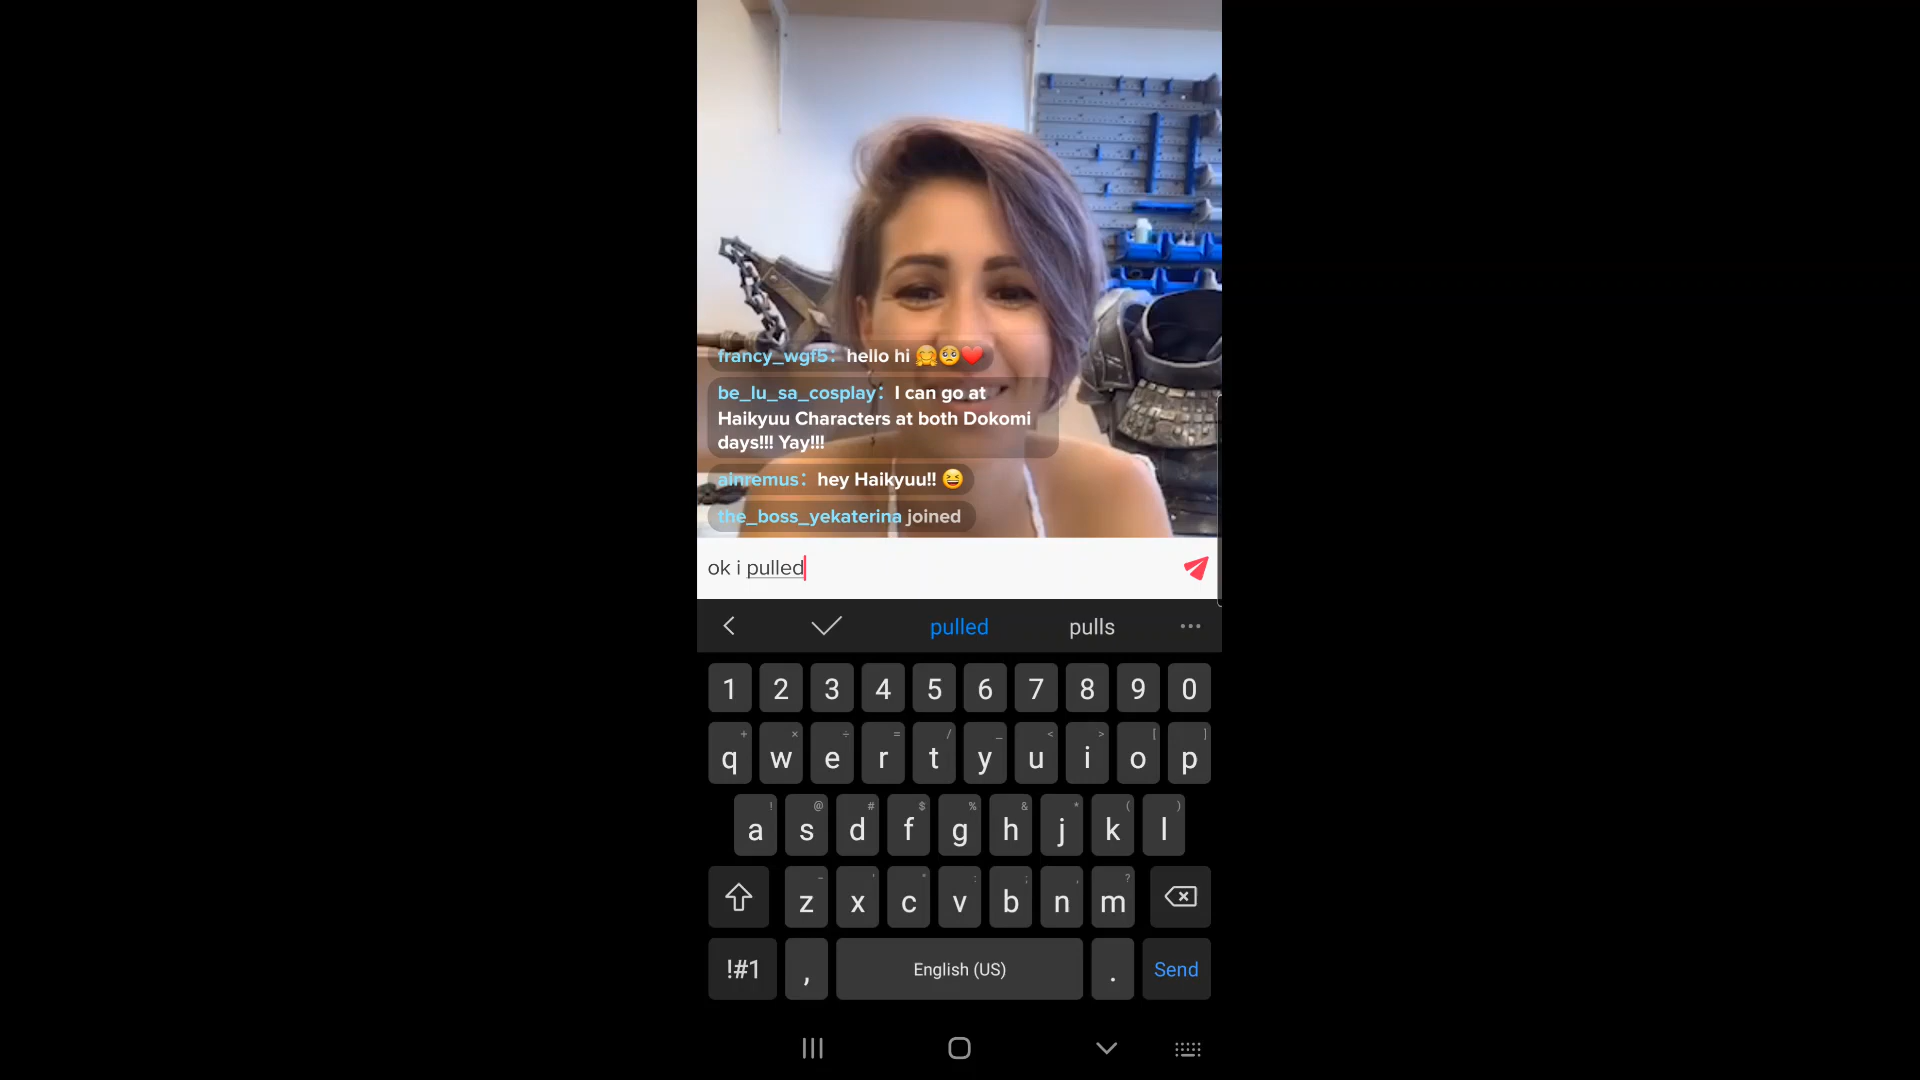 francy_wgf5: hello hi 🤗🥺❤️
be_lu_sa_cosplay: I can go at
Haikyuu Characters at both Dokomi
days!!! Yay!!!
ainremus: hey Haikyuu!! 😆
the_boss_yekaterina joined
ok i pulled
pulled pulls
1 2 3 4 5 6 7 8 9 0
q w e r t y u i o p
a s d f g h j k l
z x c v b n m
!#1 , English (US) . Send